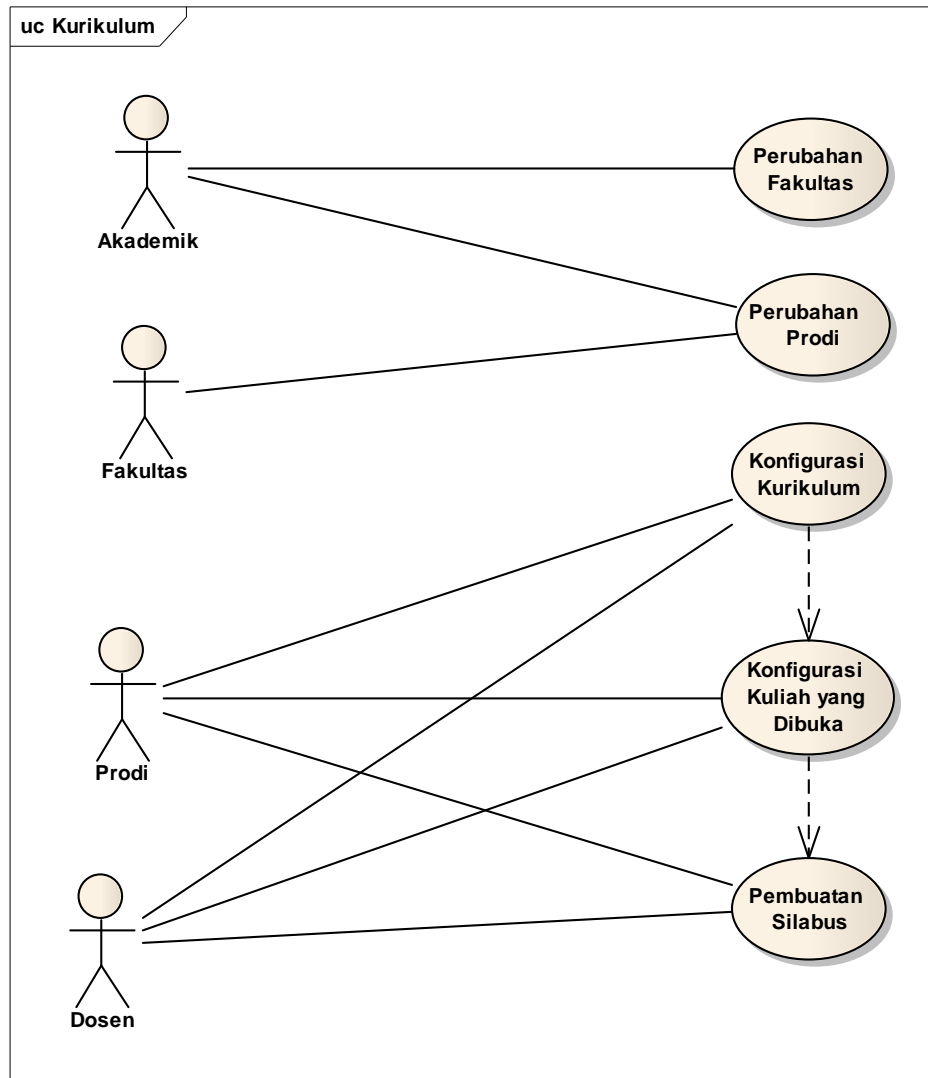 uc Kurikulum
Akademik
Perubahan
Fakultas
Perubahan
Prodi
Fakultas
Konfigurasi
Kurikulum
Prodi
Konfigurasi
Kuliah yang
Dibuka
Dosen
Pembuatan
Silabus